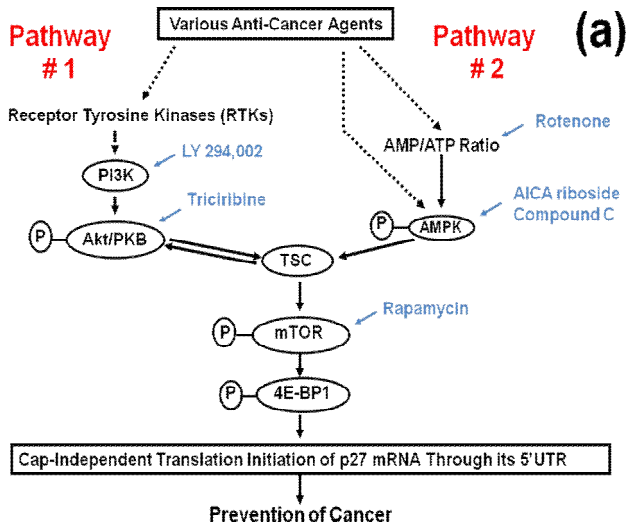 Various Anti-Cancer Agents
(a)
Pathway
# 1
Pathway
# 2
Receptor Tyrosine Kinases (RTKs)
AMP/ATP Ratio
Rotenone
LY 294,002
PI3K
Triciribine
AICA riboside
Compound C
P
Akt/PKB
P
AMPK
TSC
Rapamycin
P
mTOR
P
4E-BP1
Cap-Independent Translation Initiation of p27 mRNA Through its 5'UTR
Prevention of Cancer